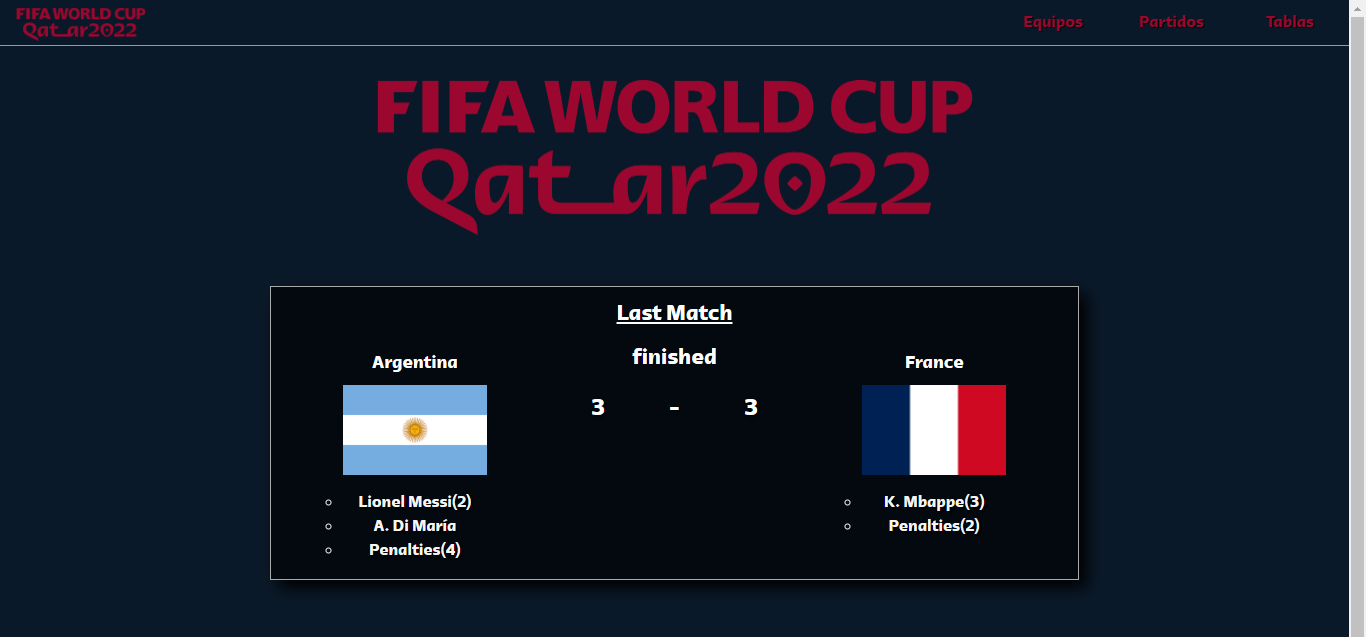 FIFA WORLD CUP
Qatar2022
Equipos Partidos Tablas
FIFA WORLD CUP
Qatar2022
Last Match
finished
Argentina
France
3 - 3
Lionel Messi(2)
A. Di María
Penalties(4)
K. Mbappe(3)
Penalties(2)